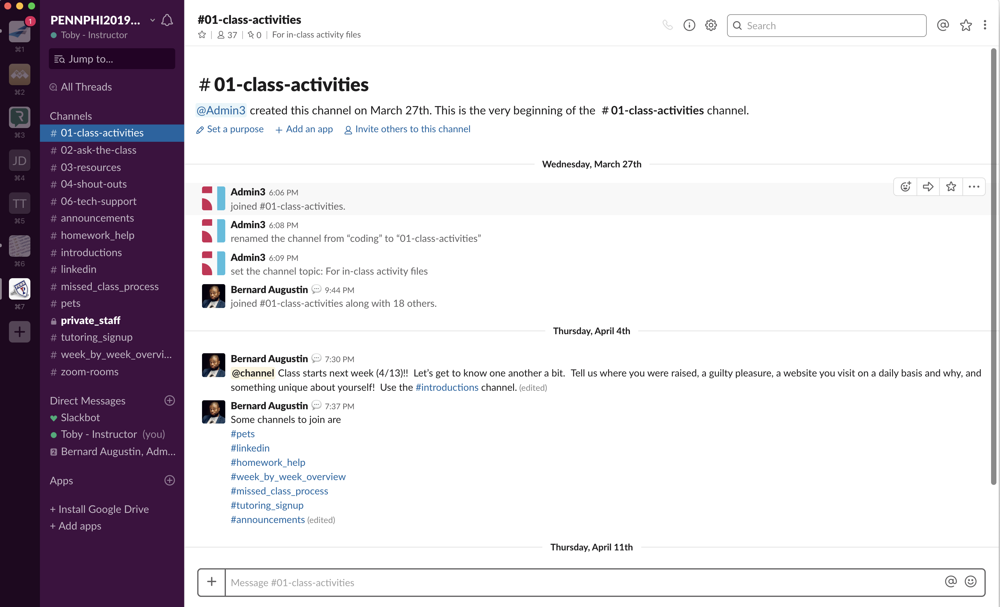 1
⌘1
⌘2
⌘3
JD
⌘4
TT
⌘5
⌘6
⌘7
PENNPHI2019...
Toby - Instructor
Jump to...
All Threads
Channels
# 01-class-activities
# 02-ask-the-class
# 03-resources
# 04-shout-outs
# 06-tech-support
# announcements
# homework_help
# introductions
# linkedin
# missed_class_process
# pets
private_staff
# tutoring_signup
# week_by_week_overvi...
# zoom-rooms
Direct Messages
Slackbot
Toby - Instructor (you)
2 Bernard Augustin, Adm...
Apps
+ Install Google Drive
+ Add apps
#01-class-activities
37 | 0 | For in-class activity files
Search
# 01-class-activities
@Admin3 created this channel on March 27th. This is the very beginning of the # 01-class-activities channel.
Set a purpose + Add an app Invite others to this channel
Wednesday, March 27th
Admin3 6:06 PM
joined #01-class-activities.
Admin3 6:08 PM
renamed the channel from “coding” to “01-class-activities”
Admin3 6:09 PM
set the channel topic: For in-class activity files
Bernard Augustin 9:44 PM
joined #01-class-activities along with 18 others.
Thursday, April 4th
Bernard Augustin 7:30 PM
@channel Class starts next week (4/13)!! Let’s get to know one another a bit. Tell us where you were raised, a guilty pleasure, a website you visit on a daily basis and why, and
something unique about yourself! Use the #introductions channel. (edited)
Bernard Augustin 7:37 PM
Some channels to join are
#pets
#linkedin
#homework_help
#week_by_week_overview
#missed_class_process
#tutoring_signup
#announcements (edited)
Thursday, April 11th
Message #01-class-activities